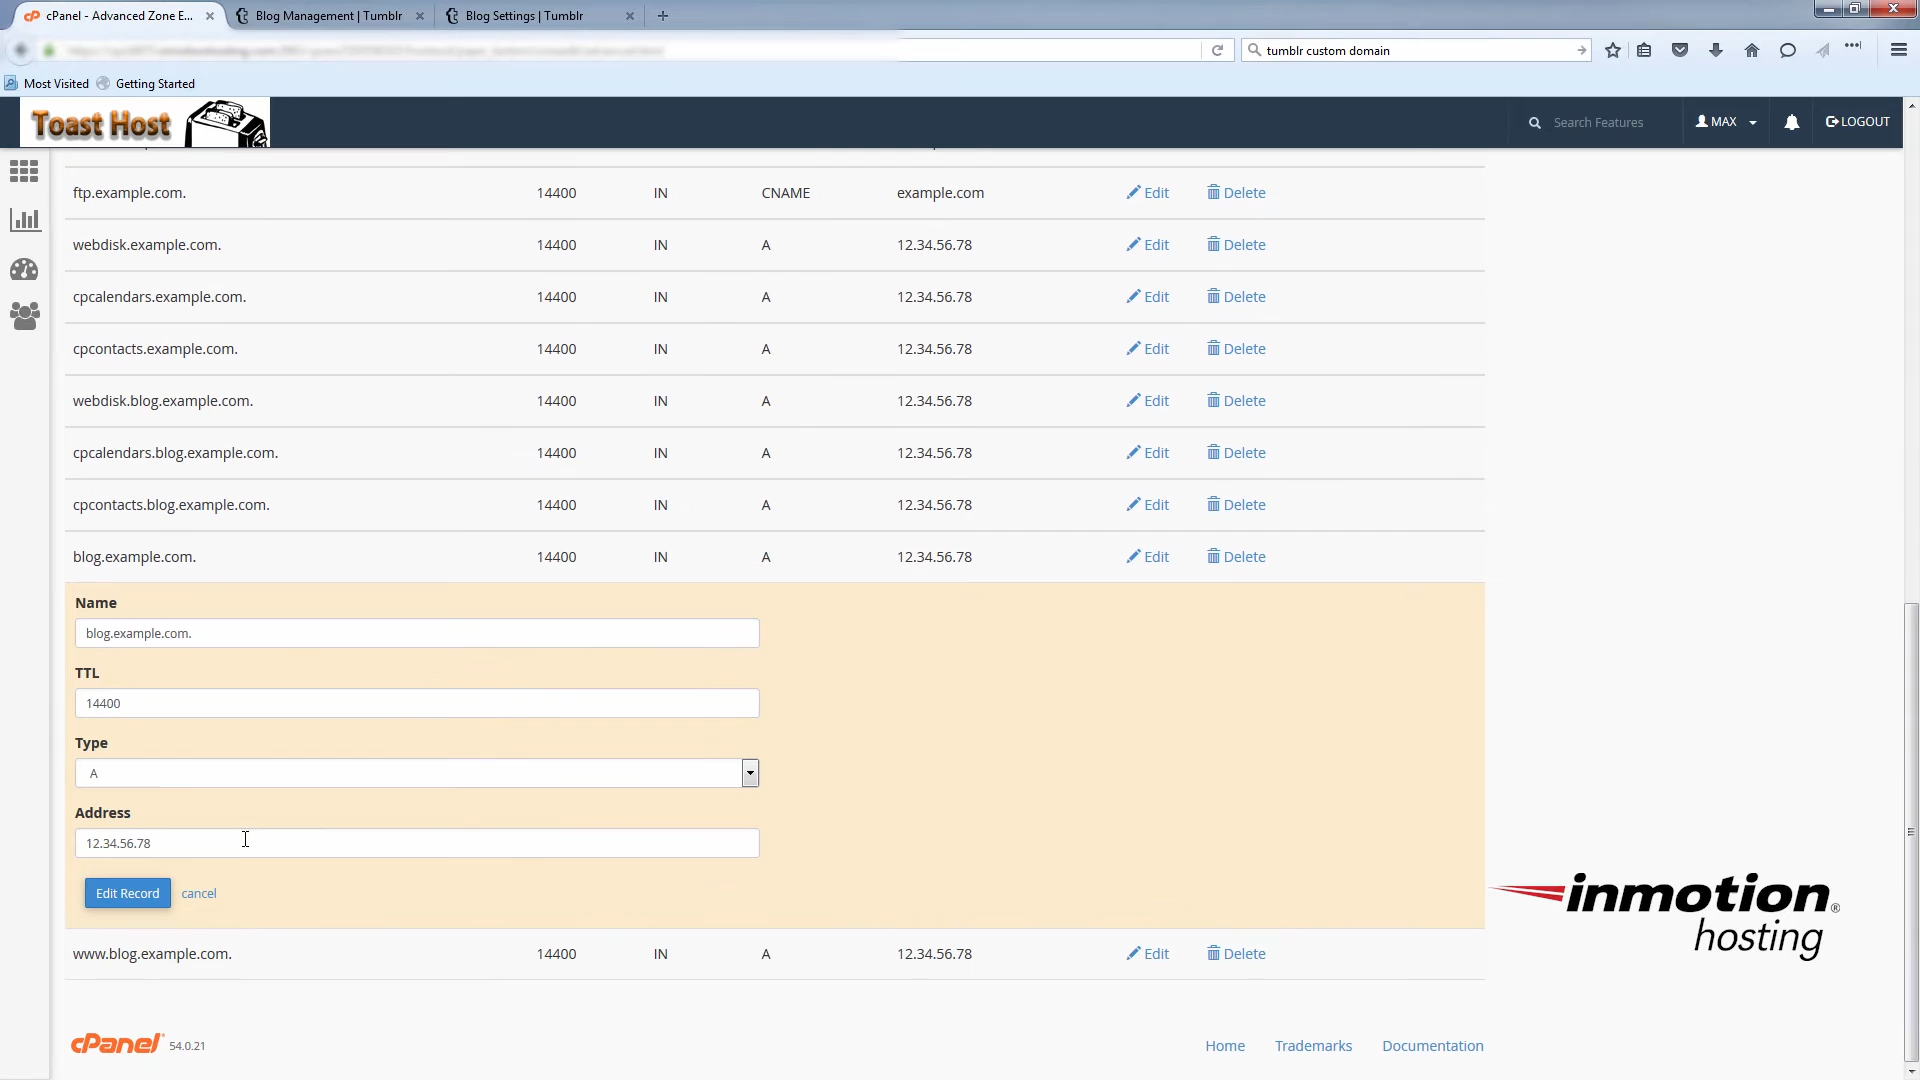 cPanel - Advanced Zone E...
Blog Management | Tumblr
Blog Settings | Tumblr
tumblr custom domain
Most Visited
Getting Started
Toast Host
Search Features
MAX
LOGOUT
ftp.example.com. 14400 IN CNAME example.com Edit Delete
webdisk.example.com. 14400 IN A 12.34.56.78 Edit Delete
cpcalendars.example.com. 14400 IN A 12.34.56.78 Edit Delete
cpcontacts.example.com. 14400 IN A 12.34.56.78 Edit Delete
webdisk.blog.example.com. 14400 IN A 12.34.56.78 Edit Delete
cpcalendars.blog.example.com. 14400 IN A 12.34.56.78 Edit Delete
cpcontacts.blog.example.com. 14400 IN A 12.34.56.78 Edit Delete
blog.example.com. 14400 IN A 12.34.56.78 Edit Delete
Name
blog.example.com.
TTL
14400
Type
A
Address
12.34.56.78
Edit Record cancel
inmotion®
hosting
www.blog.example.com. 14400 IN A 12.34.56.78 Edit Delete
cPanel® 54.0.21
Home Trademarks Documentation